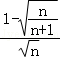 1-√(n/(n+1))
√n